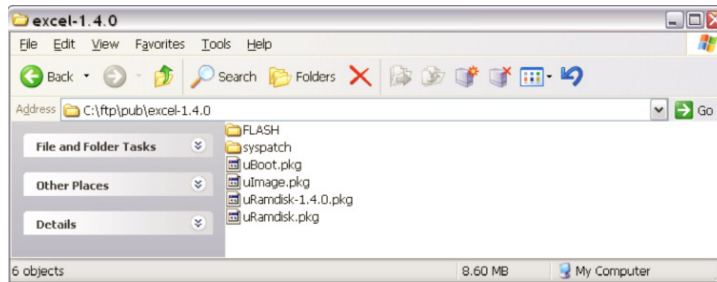 excel-1.4.0
File Edit View Favorites Tools Help
Back Search Folders
Address C:\ftp\pub\excel-1.4.0 Go
File and Folder Tasks
Other Places
Details
FLASH
syspatch
uBoot.pkg
uImage.pkg
uRamdisk-1.4.0.pkg
uRamdisk.pkg
6 objects 8.60 MB My Computer